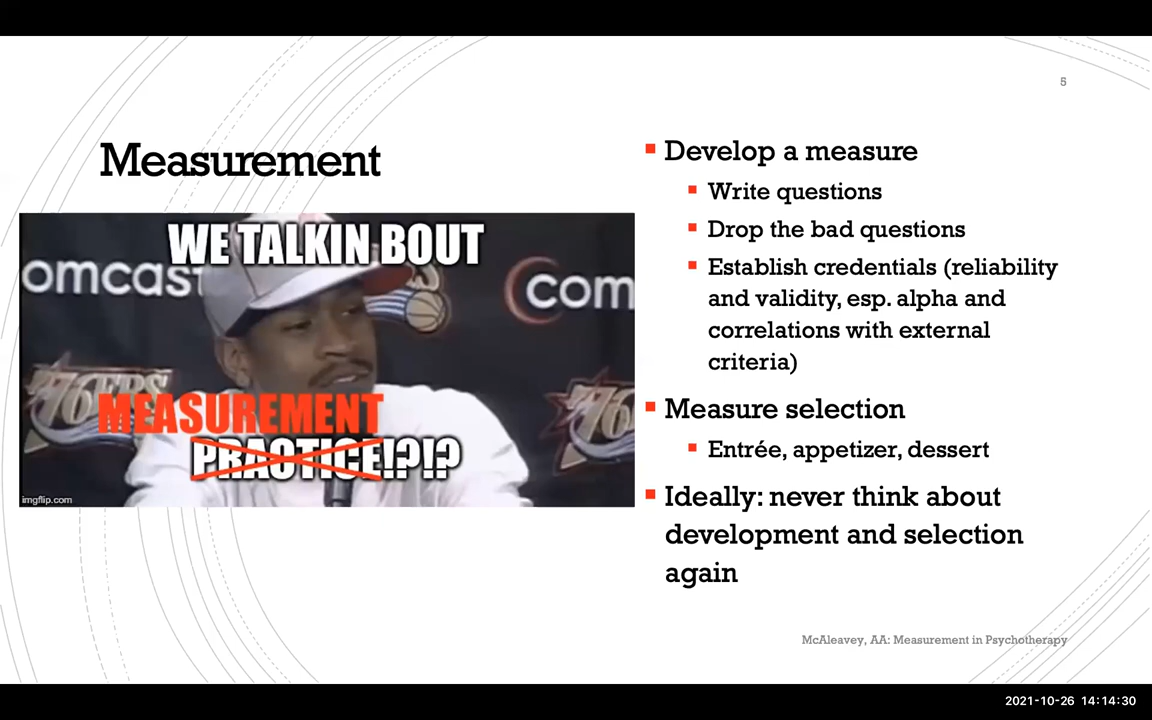 5
Measurement
WE TALKIN BOUT
omcast
com
76ERS
76
MEASUREMENT
PRACTICE!?!?
imgflip.com
Develop a measure
Write questions
Drop the bad questions
Establish credentials (reliability
and validity, esp. alpha and
correlations with external
criteria)
Measure selection
Entrée, appetizer, dessert
Ideally: never think about
development and selection
again
McAleavey, AA: Measurement in Psychotherapy
2021-10-26 14:14:30